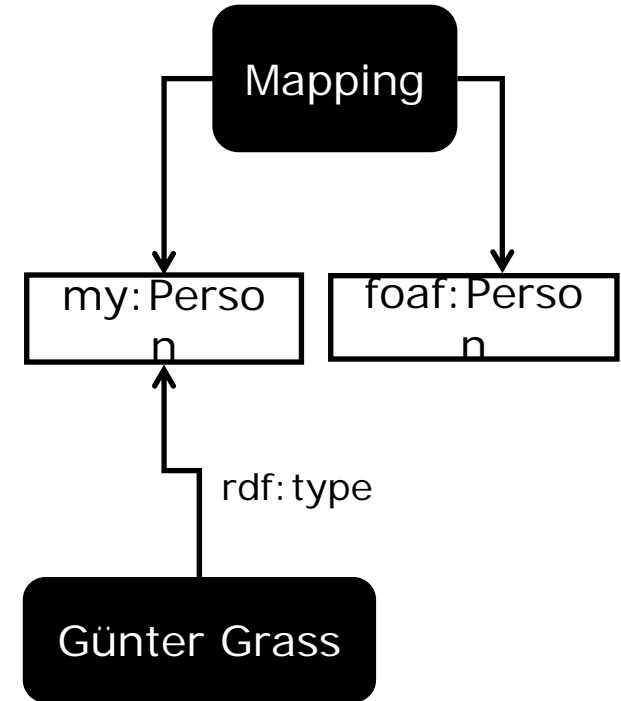 Mapping
my:Perso
n
foaf:Perso
n
rdf:type
Günter Grass